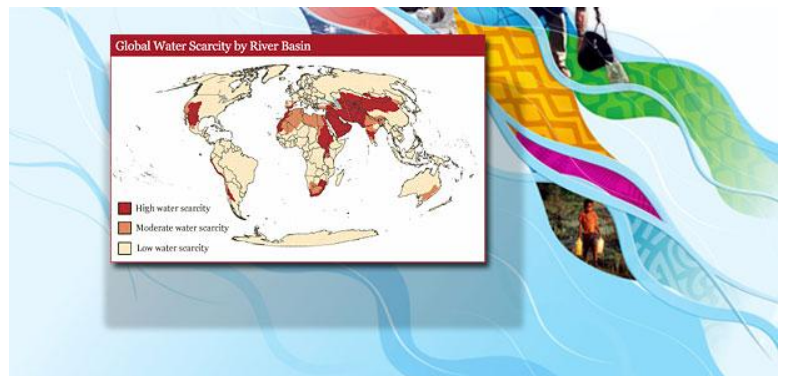 Global Water Scarcity by River Basin
High water scarcity
Moderate water scarcity
Low water scarcity